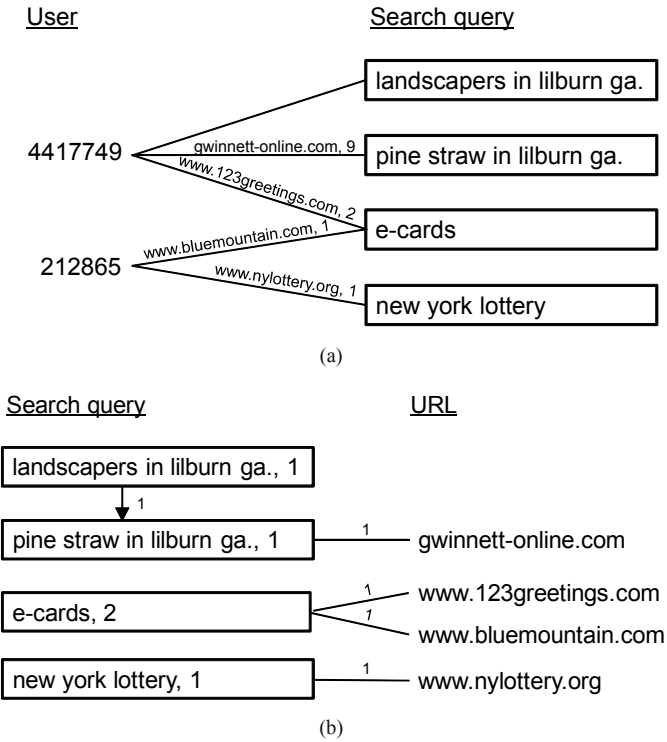 User Search query
landscapers in lilburn ga.
4417749 gwinnett-online.com, 9 pine straw in lilburn ga.
www.123greetings.com, 2
e-cards
www.bluemountain.com, 1
212865
www.nylottery.org, 1
new york lottery
(a)
Search query URL
landscapers in lilburn ga., 1
1
pine straw in lilburn ga., 1 1 gwinnett-online.com
1 www.123greetings.com
e-cards, 2
1 www.bluemountain.com
new york lottery, 1 1 www.nylottery.org
(b)